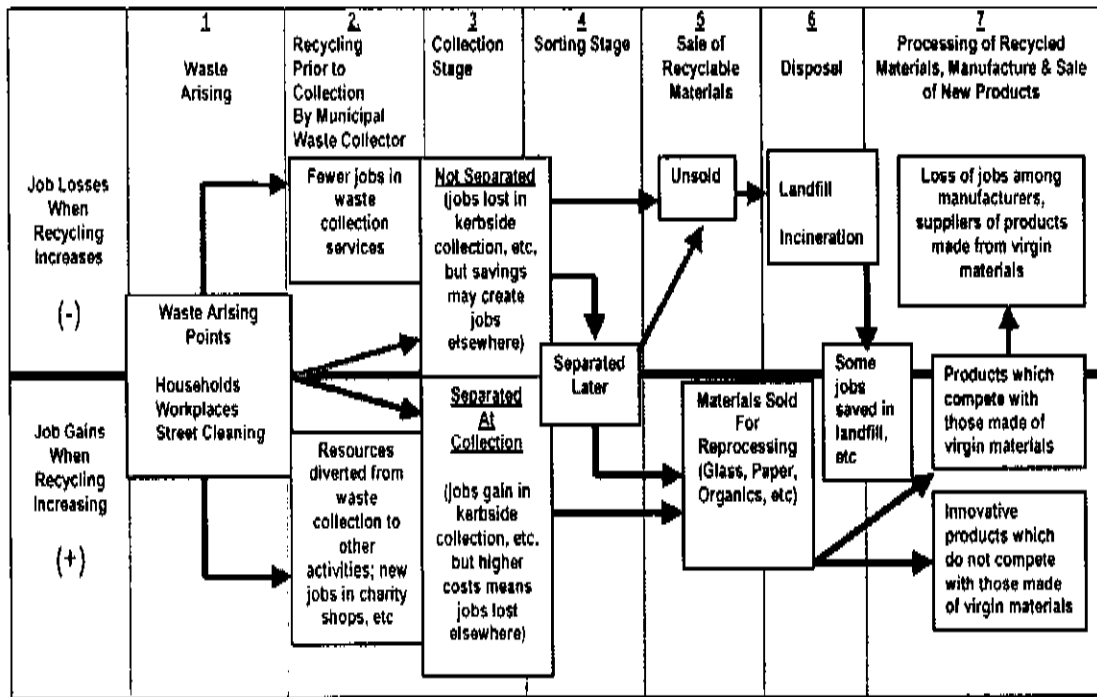 1
Waste
Arising
2.
Recycling
Prior to
Collection
By Municipal
Waste Collector
3
Collection
Stage
4
Sorting Stage
5
Sale of
Recyclable
Materials
6
Disposal
7
Processing of Recycled
Materials, Manufacture & Sale
of New Products
Job Losses
When
Recycling
Increases
(-)
Job Gains
When
Recycling
Increasing
(+)
Waste Arising
Points
Households
Workplaces
Street Cleaning
Fewer jobs in
waste
collection
services
Resources
diverted from
waste
collection to
other
activities; new
jobs in charity
shops, etc
Not Separated
(jobs lost in
kerbside
collection, etc.
but savings
may create
jobs
elsewhere)
Separated
At
Collection
(jobs gain in
kerbside
collection, etc.
but higher
costs means
jobs lost
elsewhere)
Separated
Later
Unsold
Materials Sold
For
Reprocessing
(Glass, Paper,
Organics, etc)
Landfill
Incineration
Some
jobs
saved in
landfill,
etc
Loss of jobs among
manufacturers,
suppliers of products
made from virgin
materials
Products which
compete with
those made of
virgin materials
Innovative
products which
do not compete
with those made
of virgin materials